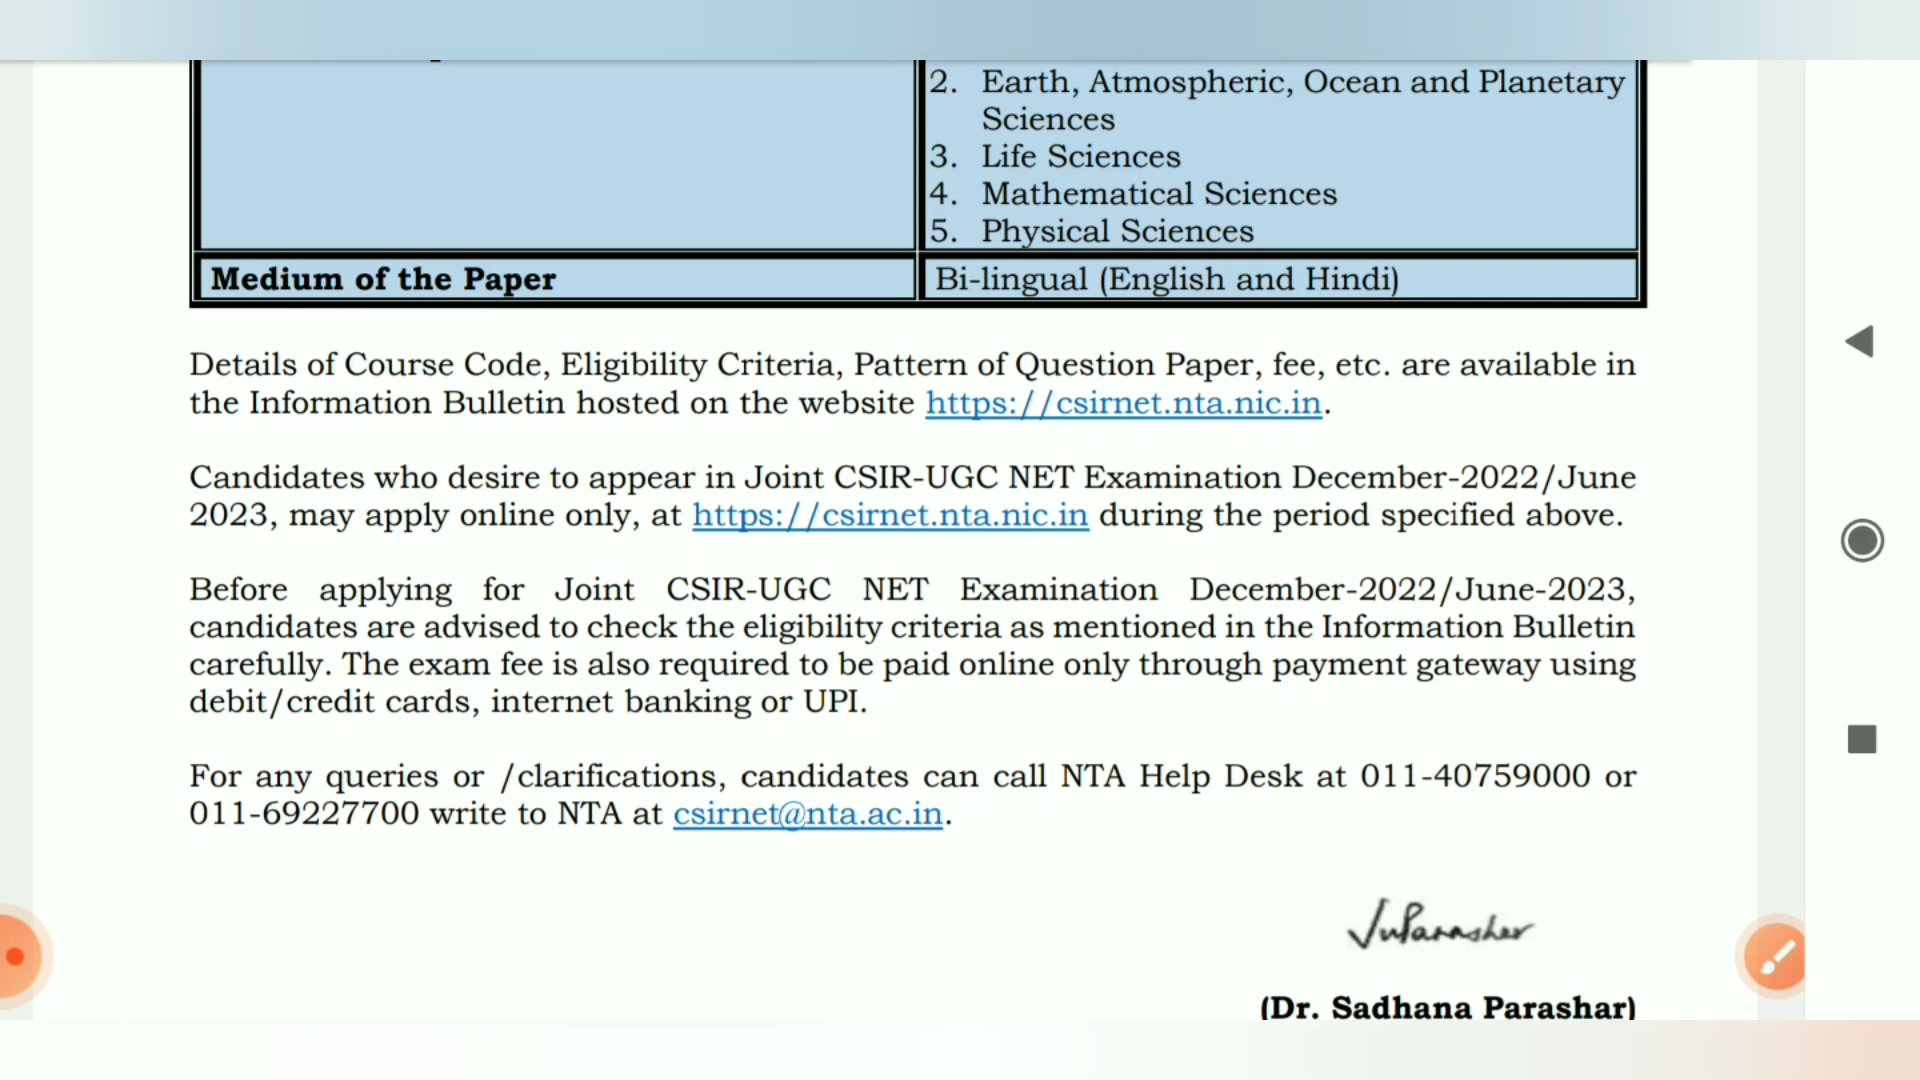 2. Earth, Atmospheric, Ocean and Planetary
Sciences
3. Life Sciences
4. Mathematical Sciences
5. Physical Sciences
Medium of the Paper
Bi-lingual (English and Hindi)
Details of Course Code, Eligibility Criteria, Pattern of Question Paper, fee, etc. are available in
the Information Bulletin hosted on the website https://csirnet.nta.nic.in.
Candidates who desire to appear in Joint CSIR-UGC NET Examination December-2022/June
2023, may apply online only, at https://csirnet.nta.nic.in during the period specified above.
Before applying for Joint CSIR-UGC NET Examination December-2022/June-2023,
candidates are advised to check the eligibility criteria as mentioned in the Information Bulletin
carefully. The exam fee is also required to be paid online only through payment gateway using
debit/credit cards, internet banking or UPI.
For any queries or /clarifications, candidates can call NTA Help Desk at 011-40759000 or
011-69227700 write to NTA at csirnet@nta.ac.in.
(Dr. Sadhana Parashar)